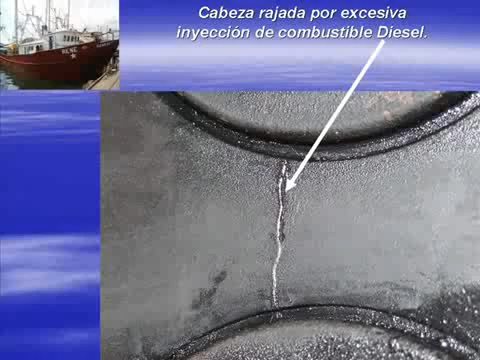 Cabeza rajada por excesiva
inyección de combustible Diesel.